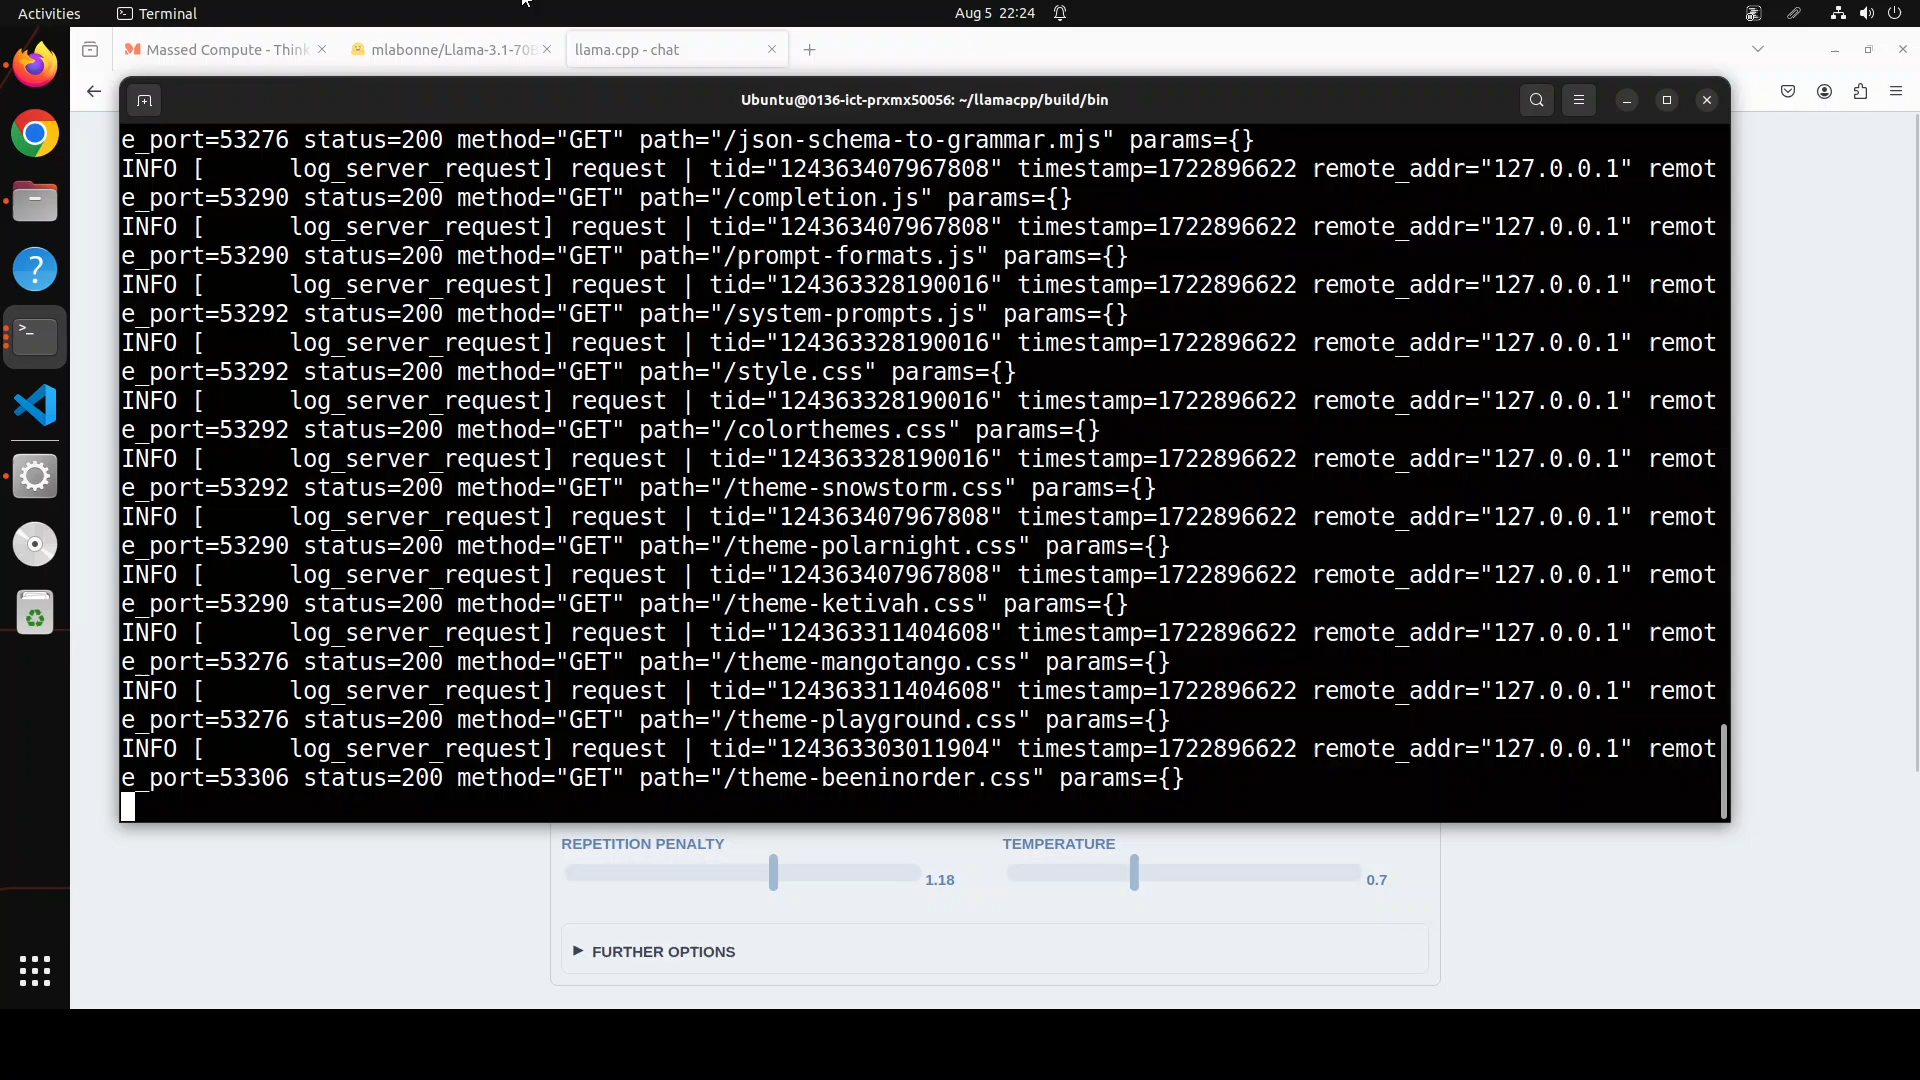 Activities Terminal Aug 5 22:24
Massed Compute - Think mlabonne/Llama-3.1-70B llama.cpp - chat
Ubuntu@0136-ict-prxmx50056: ~/llamacpp/build/bin
e_port=53276 status=200 method="GET" path="/json-schema-to-grammar.mjs" params={}
INFO [      log_server_request] request | tid="124363407967808" timestamp=1722896622 remote_addr="127.0.0.1" remot
e_port=53290 status=200 method="GET" path="/completion.js" params={}
INFO [      log_server_request] request | tid="124363407967808" timestamp=1722896622 remote_addr="127.0.0.1" remot
e_port=53290 status=200 method="GET" path="/prompt-formats.js" params={}
INFO [      log_server_request] request | tid="124363328190016" timestamp=1722896622 remote_addr="127.0.0.1" remot
e_port=53292 status=200 method="GET" path="/system-prompts.js" params={}
INFO [      log_server_request] request | tid="124363328190016" timestamp=1722896622 remote_addr="127.0.0.1" remot
e_port=53292 status=200 method="GET" path="/style.css" params={}
INFO [      log_server_request] request | tid="124363328190016" timestamp=1722896622 remote_addr="127.0.0.1" remot
e_port=53292 status=200 method="GET" path="/colorthemes.css" params={}
INFO [      log_server_request] request | tid="124363328190016" timestamp=1722896622 remote_addr="127.0.0.1" remot
e_port=53292 status=200 method="GET" path="/theme-snowstorm.css" params={}
INFO [      log_server_request] request | tid="124363407967808" timestamp=1722896622 remote_addr="127.0.0.1" remot
e_port=53290 status=200 method="GET" path="/theme-polarnight.css" params={}
INFO [      log_server_request] request | tid="124363407967808" timestamp=1722896622 remote_addr="127.0.0.1" remot
e_port=53290 status=200 method="GET" path="/theme-ketivah.css" params={}
INFO [      log_server_request] request | tid="124363311404608" timestamp=1722896622 remote_addr="127.0.0.1" remot
e_port=53276 status=200 method="GET" path="/theme-mangotango.css" params={}
INFO [      log_server_request] request | tid="124363311404608" timestamp=1722896622 remote_addr="127.0.0.1" remot
e_port=53276 status=200 method="GET" path="/theme-playground.css" params={}
INFO [      log_server_request] request | tid="124363303011904" timestamp=1722896622 remote_addr="127.0.0.1" remot
e_port=53306 status=200 method="GET" path="/theme-beeninorder.css" params={}
REPETITION PENALTY TEMPERATURE
1.18 0.7
FURTHER OPTIONS